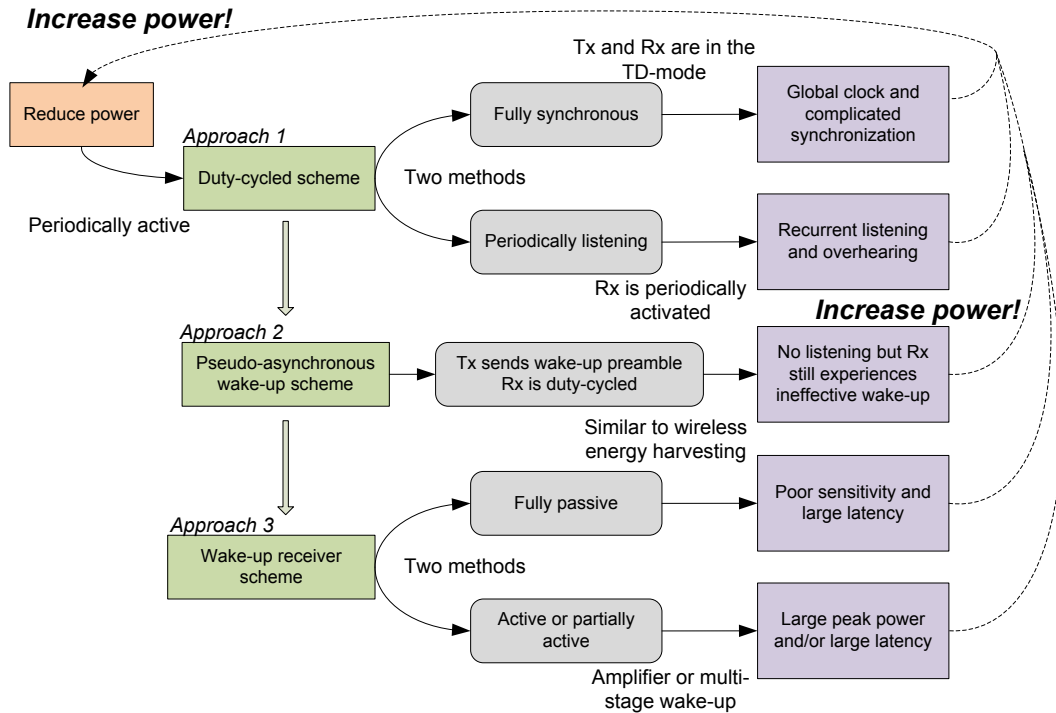 Increase power!
Tx and Rx are in the
TD-mode
Reduce power
Fully synchronous
Global clock and
complicated
synchronization
Approach 1
Duty-cycled scheme
Two methods
Periodically active
Periodically listening
Recurrent listening
and overhearing
Rx is periodically
activated
Increase power!
Approach 2
Pseudo-asynchronous
wake-up scheme
Tx sends wake-up preamble
Rx is duty-cycled
No listening but Rx
still experiences
ineffective wake-up
Similar to wireless
energy harvesting
Fully passive
Poor sensitivity and
large latency
Approach 3
Wake-up receiver
scheme
Two methods
Active or partially
active
Large peak power
and/or large latency
Amplifier or multi-
stage wake-up